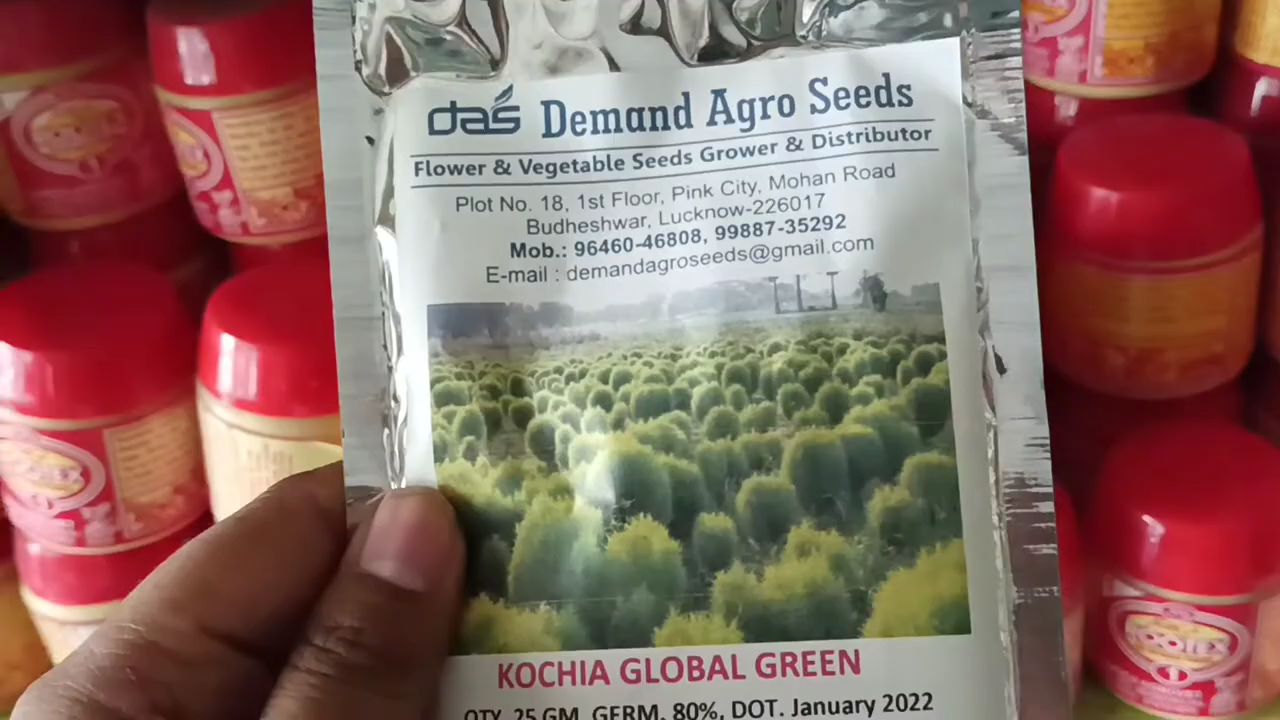 das Demand Agro Seeds
Flower & Vegetable Seeds Grower & Distributor
Plot No. 18, 1st Floor, Pink City, Mohan Road
Budheshwar, Lucknow-226017
Mob.: 96460-46808, 99887-35292
E-mail : demandagroseeds@gmail.com
KOCHIA GLOBAL GREEN
QTY. 25 GM, GERM. 80%, DOT. January 2022